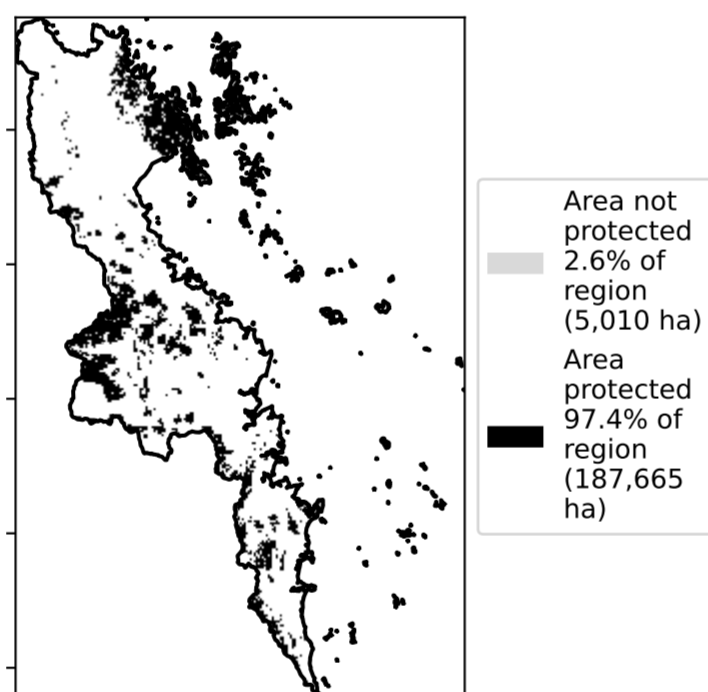 Area not
protected
2.6% of
region
(5,010 ha)
Area
protected
97.4% of
region
(187,665
ha)